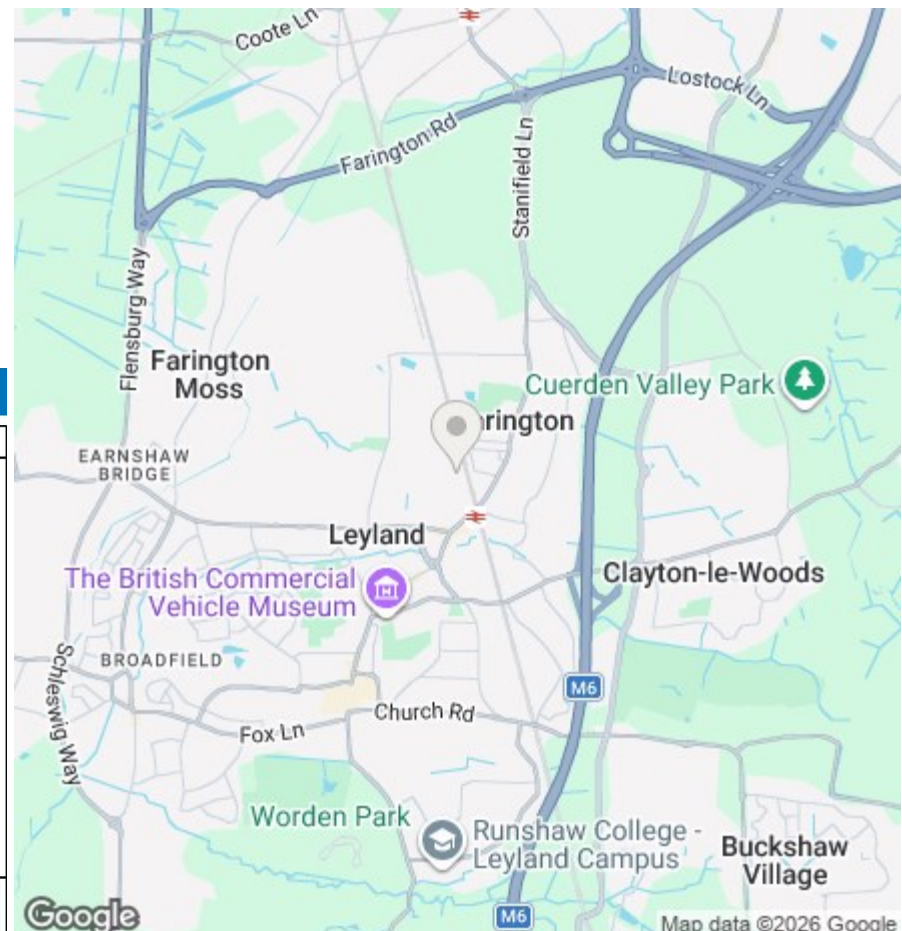 Coote Ln
Lostock Ln
Farington Rd
Stanifield Ln
Flensburg Way
Farington
Moss
Cuerden Valley Park
arington
EARNSHAW
BRIDGE
Leyland
The British Commercial
Vehicle Museum
Clayton-le-Woods
BROADFIELD
Schleswig Way
M6
Church Rd
Fox Ln
Worden Park
Runshaw College -
Leyland Campus
Buckshaw
Village
Google
M6
Map data ©2026 Google